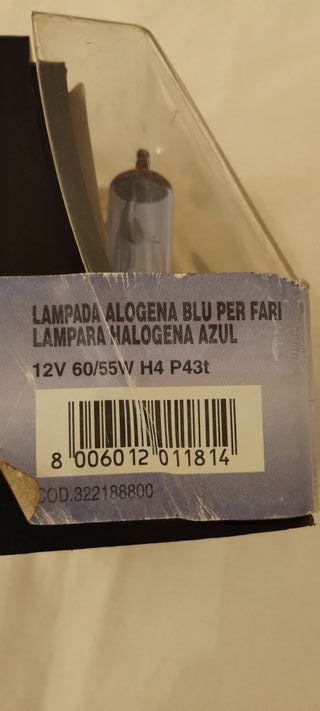 LAMPADA ALOGENA BLU PER FARI
LAMPARA HALOGENA AZUL
12V 60/55W H4 P43t
8 006012 011814
COD.322188800